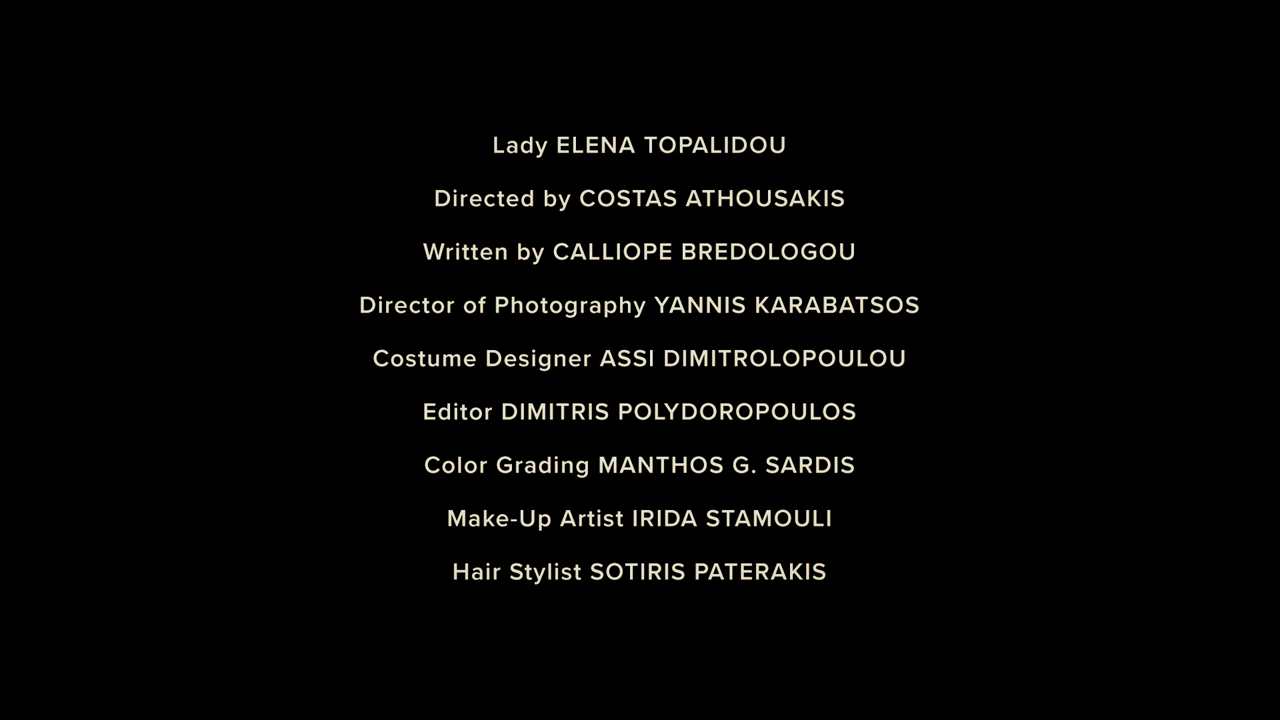 Lady ELENA TOPALIDOU
Directed by COSTAS ATHOUSAKIS
Written by CALLIOPE BREDOLOGOU
Director of Photography YANNIS KARABATSOS
Costume Designer ASSI DIMITROLOPOULOU
Editor DIMITRIS POLYDOROPOULOS
Color Grading MANTHOS G. SARDIS
Make-Up Artist IRIDA STAMOULI
Hair Stylist SOTIRIS PATERAKIS